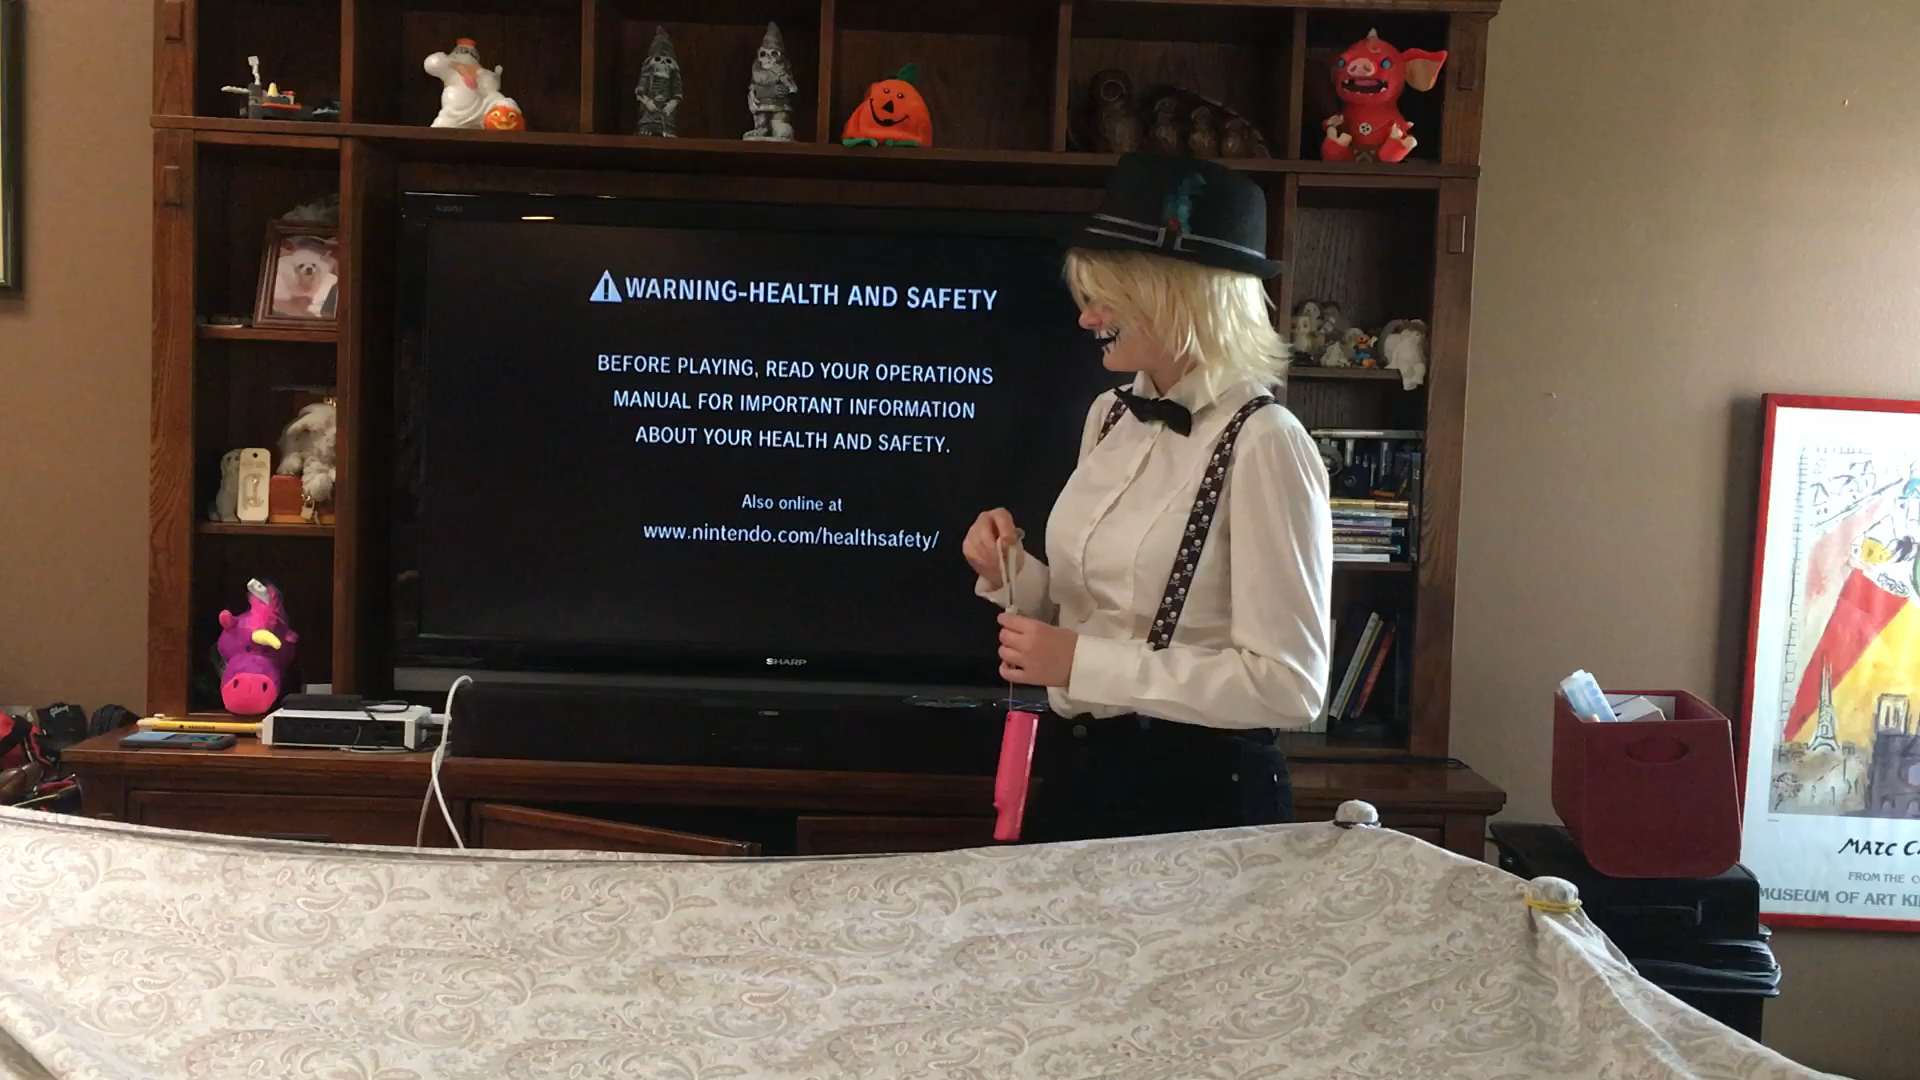 ⚠WARNING-HEALTH AND SAFETY
BEFORE PLAYING, READ YOUR OPERATIONS
MANUAL FOR IMPORTANT INFORMATION
ABOUT YOUR HEALTH AND SAFETY.
Also online at
www.nintendo.com/healthsafety/
SHARP
MARC C
FROM THE
MUSEUM OF ART